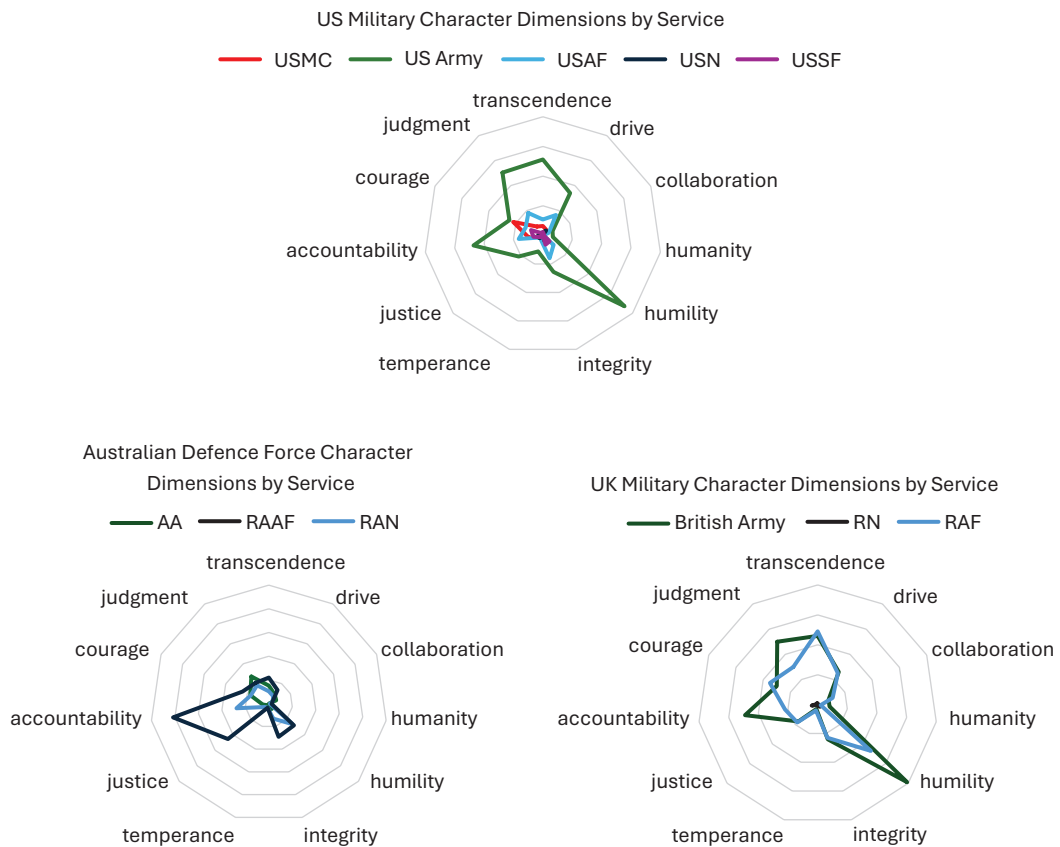 US Military Character Dimensions by Service
USMC US Army USAF USN USSF
transcendence
judgment
drive
courage
collaboration
accountability
humanity
justice
humility
temperance
integrity
Australian Defence Force Character
Dimensions by Service
AA RAAF RAN
transcendence
judgment
drive
courage
collaboration
accountability
humanity
justice
humility
temperance
integrity
UK Military Character Dimensions by Service
British Army RN RAF
transcendence
judgment
drive
courage
collaboration
accountability
humanity
justice
humility
temperance
integrity